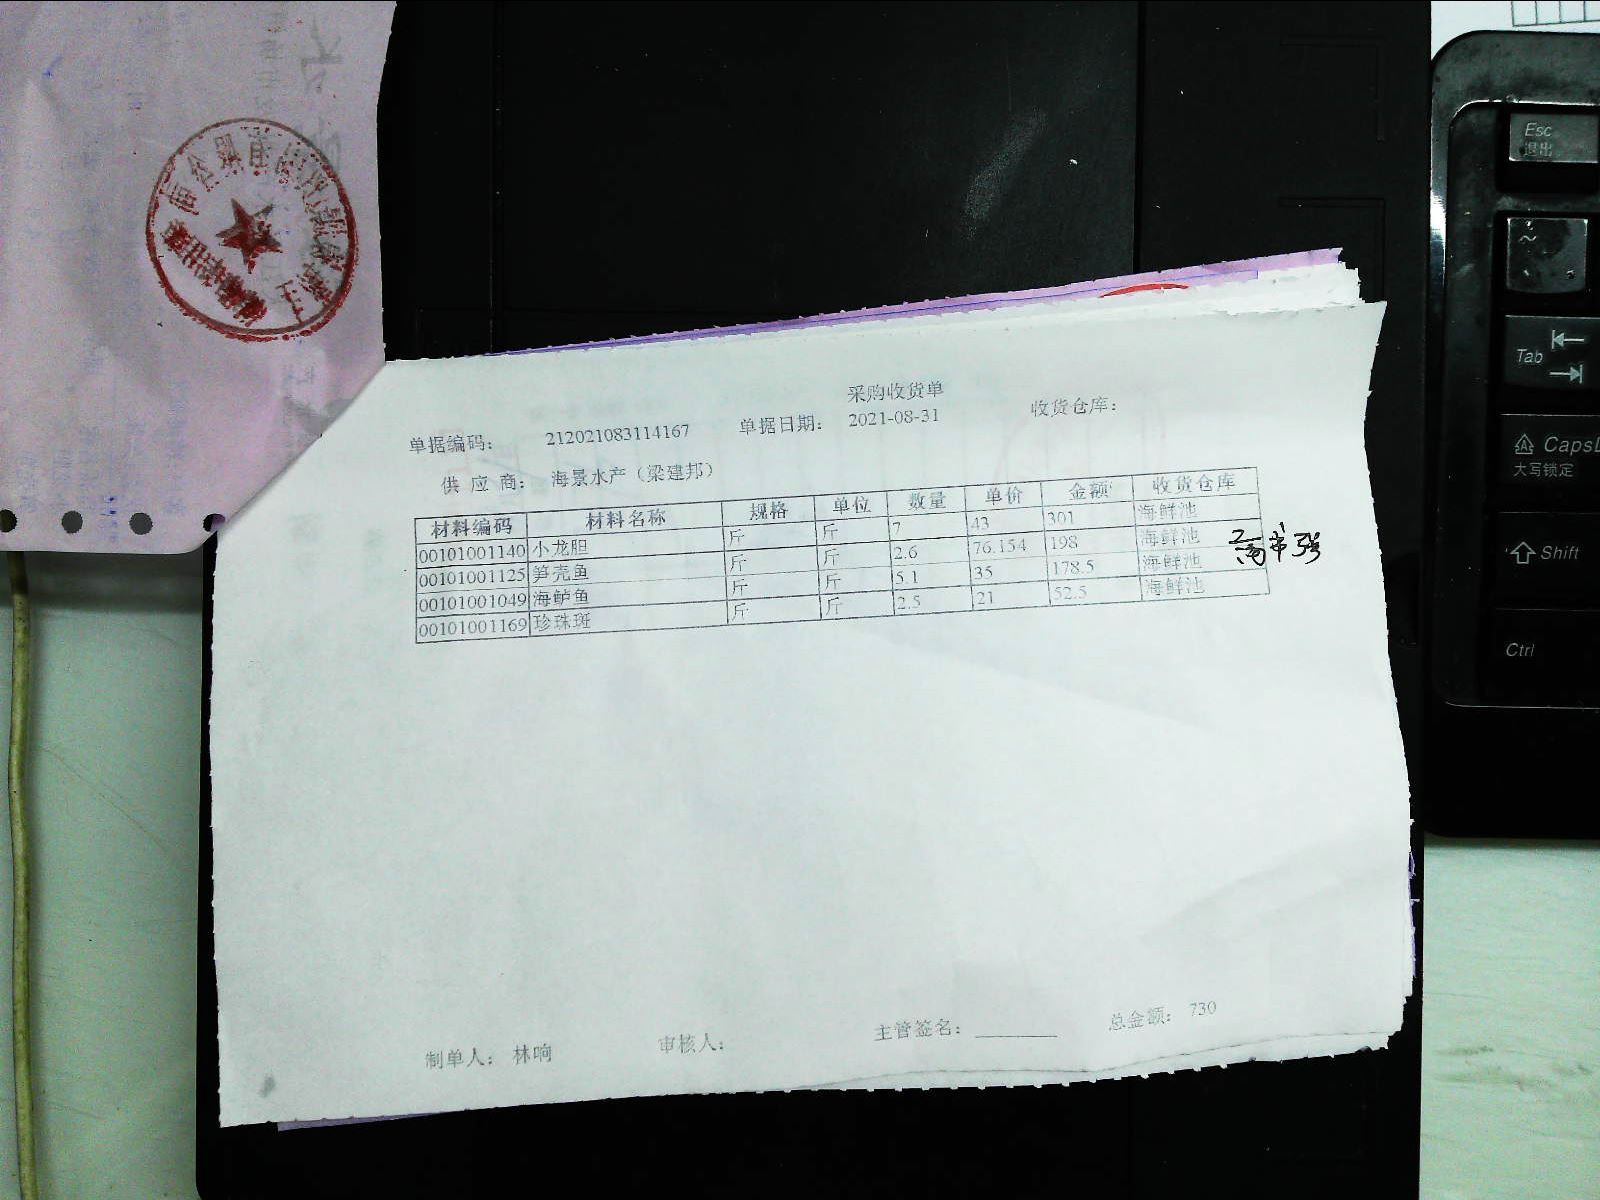 采购收货单
单据编码： 212021083114167 单据日期： 2021-08-31 收货仓库：
供应商： 海景水产（梁建邦）
材料编码 材料名称 规格 单位 数量 单价 金额 收货仓库
00101001140 小龙胆 斤 斤 7 43 301 海鲜池
00101001125 笋壳鱼 斤 斤 2.6 76.154 198 海鲜池
00101001049 海鲈鱼 斤 斤 5.1 35 178.5 海鲜池
00101001169 珍珠斑 斤 斤 2.5 21 52.5 海鲜池
制单人： 林响 审核人： 主管签名： 总金额： 730
Esc
退出
~
Tab
CapsL
大写锁定
Shift
Ctrl